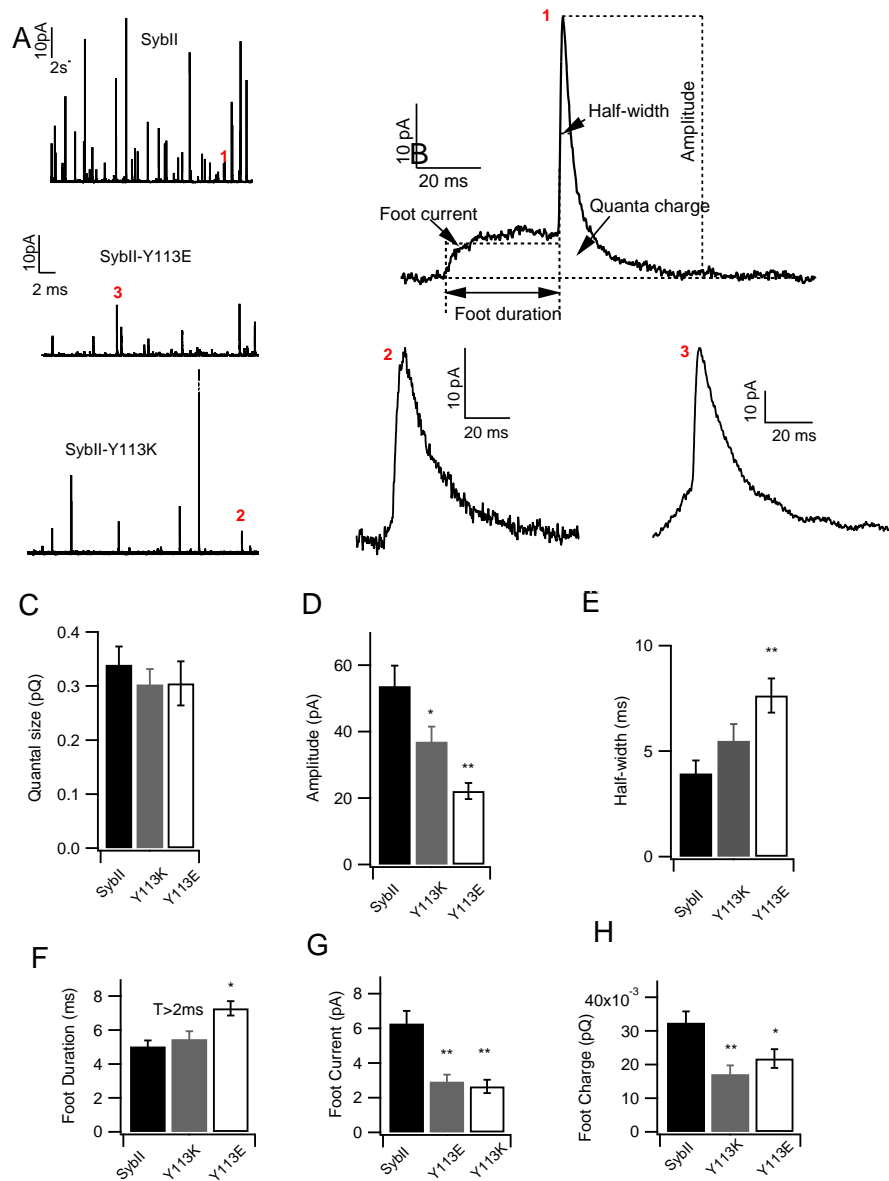 A
10pA
2s
SybII
1
SybII-Y113E
10pA
2 ms
3
SybII-Y113K
2
B
1
10 pA
20 ms
Half-width
Amplitude
Foot current
Quanta charge
Foot duration
2
10 pA
20 ms
3
10 pA
20 ms
C
Quantal size (pQ)
0.4
0.3
0.2
0.1
0.0
SybII
Y113K
Y113E
D
Amplitude (pA)
60
40
20
0
*
**
SybII
Y113K
Y113E
E
Half-width (ms)
10
5
0
**
SybII
Y113K
Y113E
F
Foot Duration (ms)
8
6
4
2
0
T>2ms
*
SybII
Y113K
Y113E
G
Foot Current (pA)
8
6
4
2
0
**
**
SybII
Y113E
Y113K
H
Foot Charge (pQ)
40x10-3
30
20
10
0
**
*
SybII
Y113K
Y113E